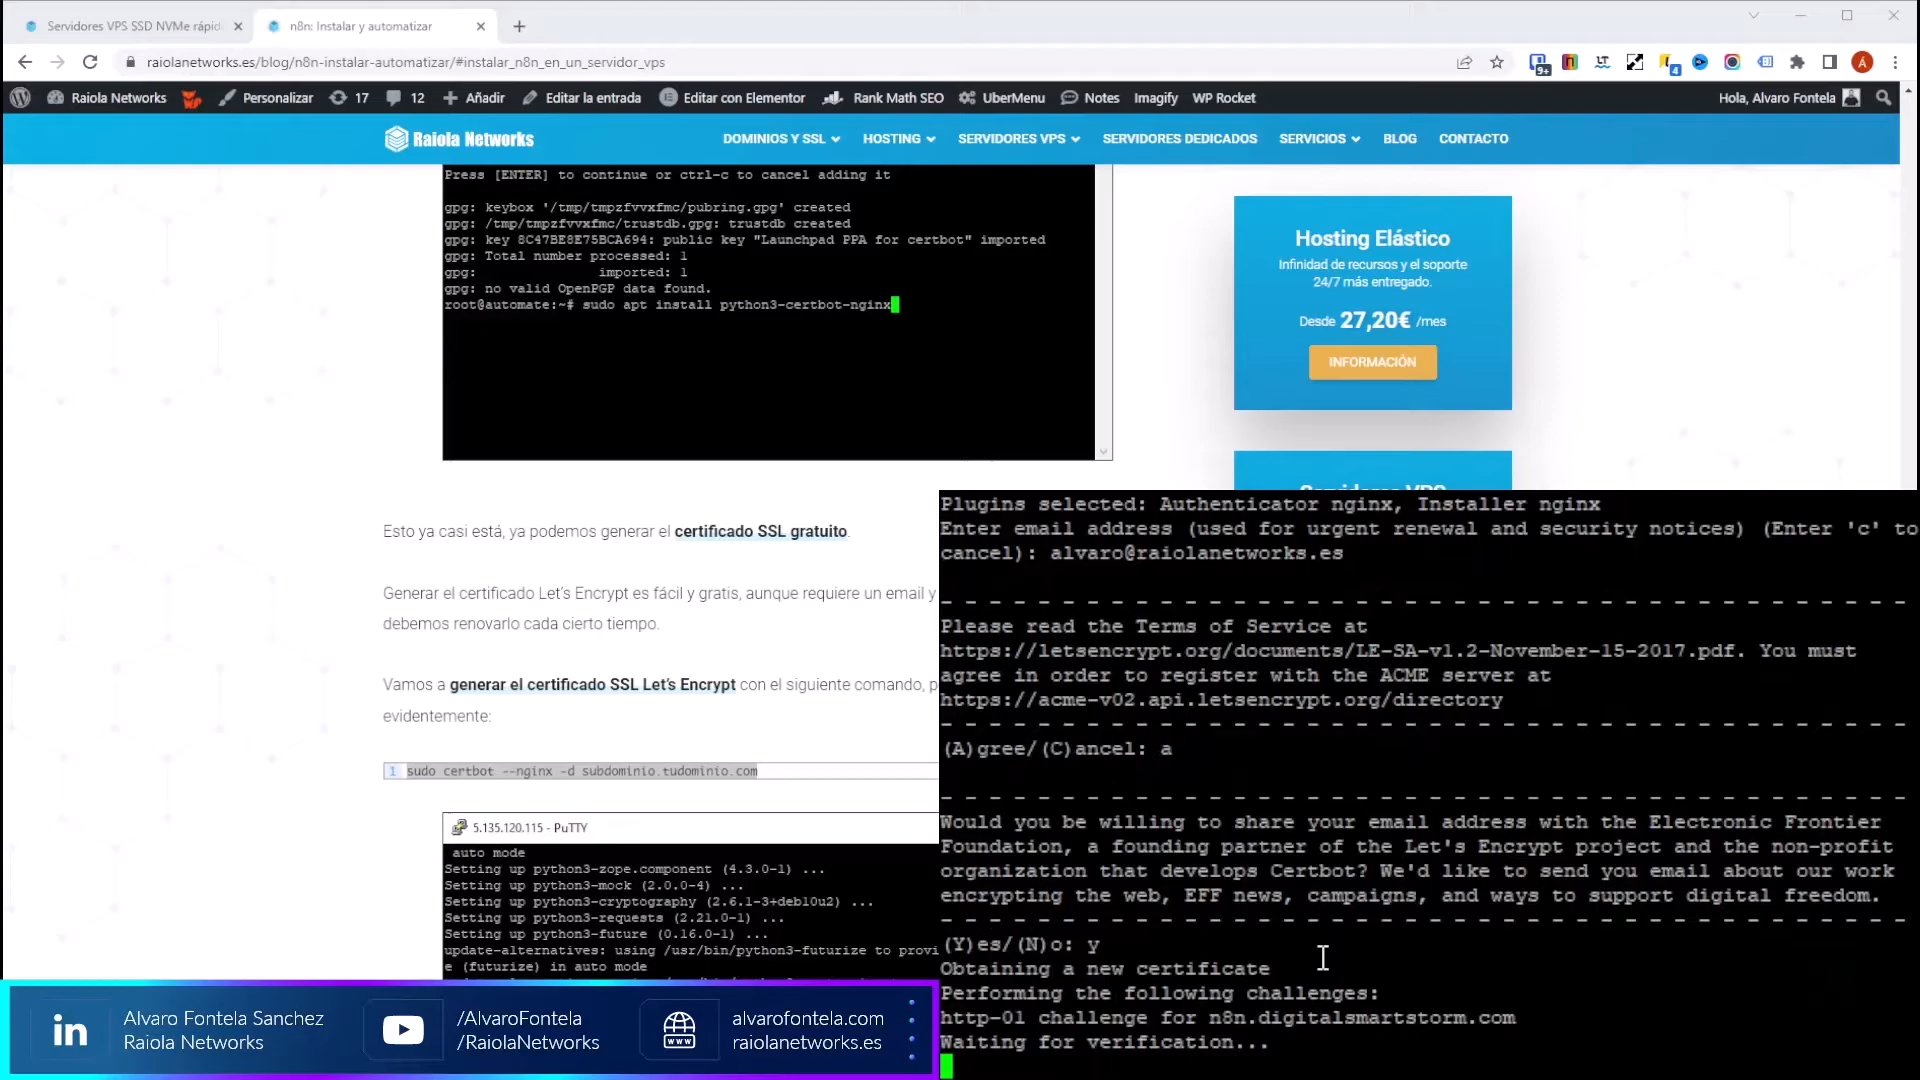 Servidores VPS SSD NVMe rápid
n8n: Instalar y automatizar
raiolanetworks.es/blog/n8n-instalar-automatizar/#instalar_n8n_en_un_servidor_vps
9+
4
Raiola Networks
Personalizar
17
12
Añadir
Editar la entrada
Editar con Elementor
Rank Math SEO
UberMenu
Notes
Imagify
WP Rocket
Hola, Alvaro Fontela
Raiola Networks
DOMINIOS Y SSL
HOSTING
SERVIDORES VPS
SERVIDORES DEDICADOS
SERVICIOS
BLOG
CONTACTO
Press [ENTER] to continue or ctrl-c to cancel adding it
gpg: keybox '/tmp/tmpzfvvxfmc/pubring.gpg' created
gpg: /tmp/tmpzfvvxfmc/trustdb.gpg: trustdb created
gpg: key 8C47BE8E75BCA694: public key "Launchpad PPA for certbot" imported
gpg: Total number processed: 1
gpg: imported: 1
gpg: no valid OpenPGP data found.
root@automate:~# sudo apt install python3-certbot-nginx
Hosting Elástico
Infinidad de recursos y el soporte
24/7 más entregado.
Desde 27,20€ /mes
INFORMACIÓN
Servidores VPS
Esto ya casi está, ya podemos generar el certificado SSL gratuito.
Generar el certificado Let's Encrypt es fácil y gratis, aunque requiere un email y
debemos renovarlo cada cierto tiempo.
Vamos a generar el certificado SSL Let's Encrypt con el siguiente comando, p
evidentemente:
1 sudo certbot --nginx -d subdominio.tudominio.com
5.135.120.115 - PuTTY
auto mode
Setting up python3-zope.component (4.3.0-1) ...
Setting up python3-mock (2.0.0-4) ...
Setting up python3-cryptography (2.6.1-3+deb10u2) ...
Setting up python3-requests (2.21.0-1) ...
Setting up python3-future (0.16.0-1) ...
update-alternatives: using /usr/bin/python3-futurize to provi
e (futurize) in auto mode
Plugins selected: Authenticator nginx, Installer nginx
Enter email address (used for urgent renewal and security notices) (Enter 'c' to
cancel): alvaro@raiolanetworks.es
- - - - - - - - - - - - - - - - - - - - - - - - - - - - - - - - - - - - - - - -
Please read the Terms of Service at
https://letsencrypt.org/documents/LE-SA-v1.2-November-15-2017.pdf. You must
agree in order to register with the ACME server at
https://acme-v02.api.letsencrypt.org/directory
- - - - - - - - - - - - - - - - - - - - - - - - - - - - - - - - - - - - - - - -
(A)gree/(C)ancel: a
- - - - - - - - - - - - - - - - - - - - - - - - - - - - - - - - - - - - - - - -
Would you be willing to share your email address with the Electronic Frontier
Foundation, a founding partner of the Let's Encrypt project and the non-profit
organization that develops Certbot? We'd like to send you email about our work
encrypting the web, EFF news, campaigns, and ways to support digital freedom.
- - - - - - - - - - - - - - - - - - - - - - - - - - - - - - - - - - - - - - - -
(Y)es/(N)o: y
Obtaining a new certificate
Performing the following challenges:
http-01 challenge for n8n.digitalsmartstorm.com
Waiting for verification...
in
Alvaro Fontela Sanchez
Raiola Networks
/AlvaroFontela
/RaiolaNetworks
www
alvarofontela.com
raiolanetworks.es